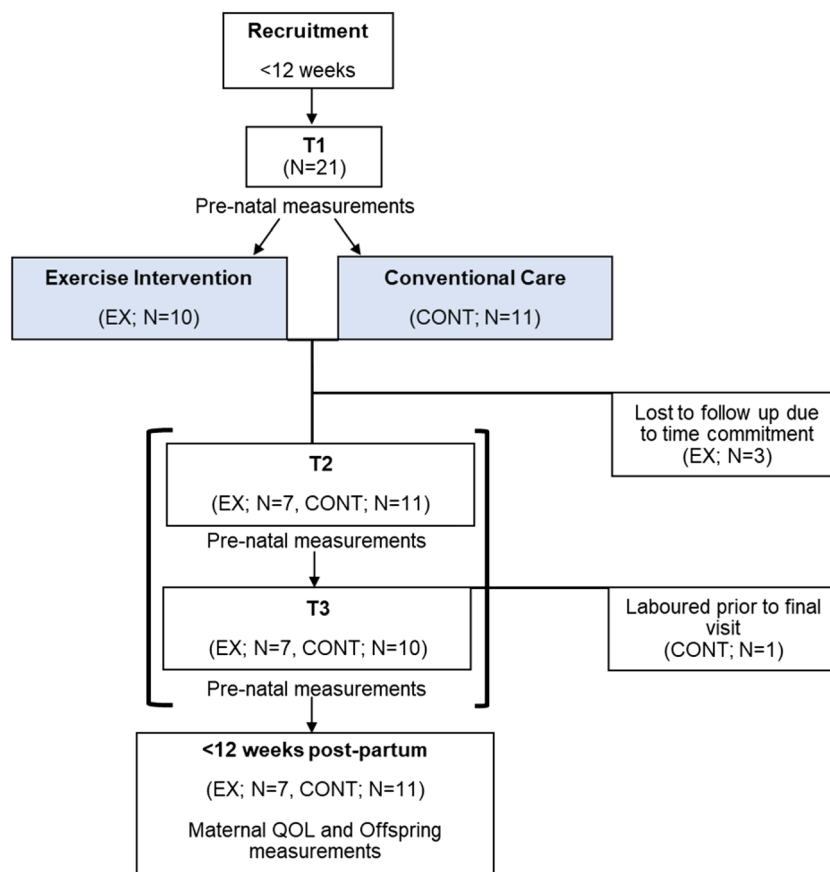 Recruitment
<12 weeks
T1
(N=21)
Pre-natal measurements
Exercise Intervention
(EX; N=10)
Conventional Care
(CONT; N=11)
Lost to follow up due
to time commitment
(EX; N=3)
T2
(EX; N=7, CONT; N=11)
Pre-natal measurements
T3
(EX; N=7, CONT; N=10)
Laboured prior to final
visit
(CONT; N=1)
Pre-natal measurements
<12 weeks post-partum
(EX; N=7, CONT; N=11)
Maternal QOL and Offspring
measurements